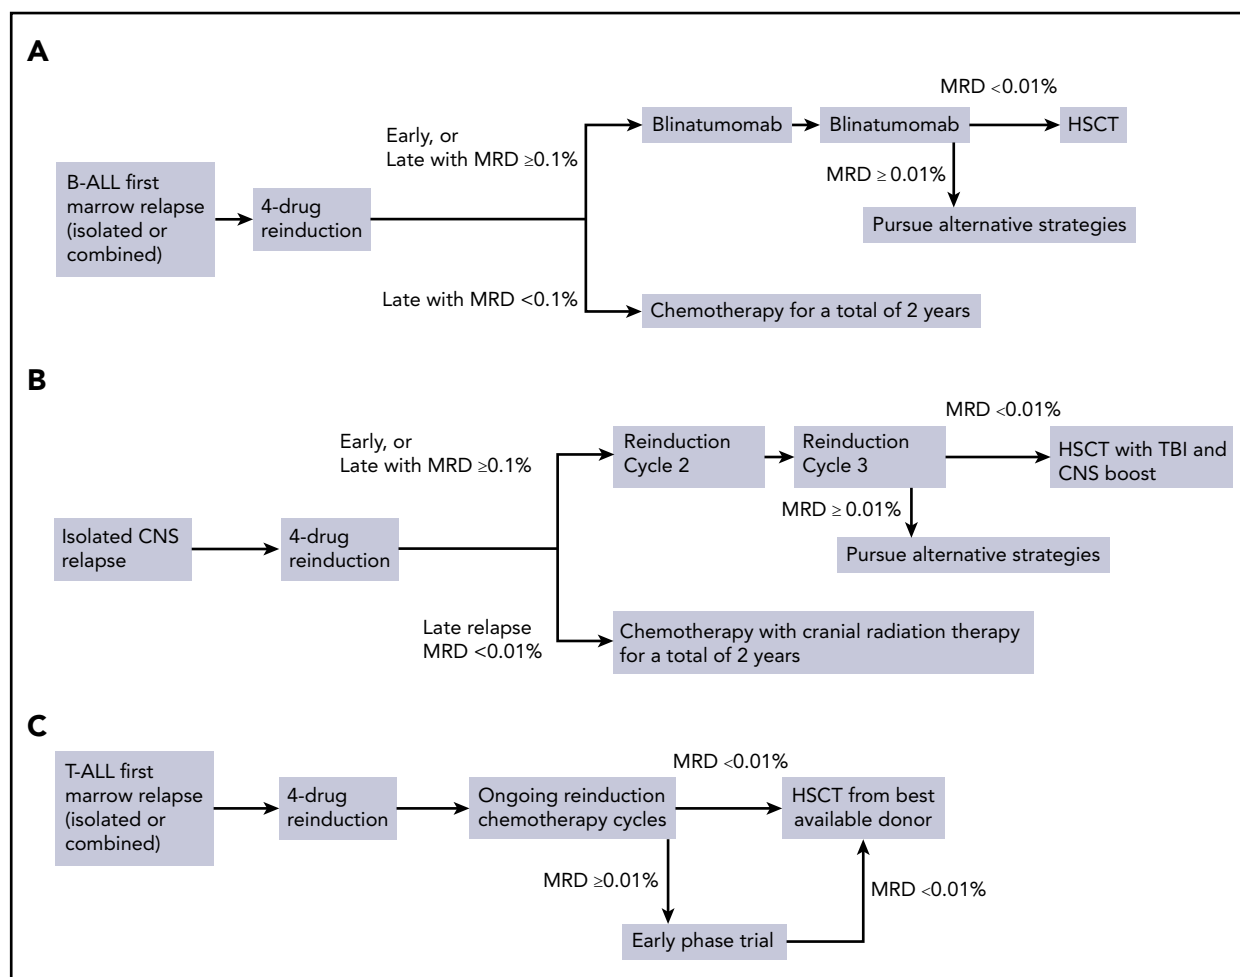 A
MRD <0.01%
Early, or
Late with MRD ≥0.1%
Blinatumomab
Blinatumomab
HSCT
B-ALL first
marrow relapse
(isolated or
combined)
4-drug
reinduction
MRD ≥ 0.01%
Pursue alternative strategies
Late with MRD <0.1%
Chemotherapy for a total of 2 years
B
MRD <0.01%
Early, or
Late with MRD ≥0.1%
Reinduction
Cycle 2
Reinduction
Cycle 3
HSCT with TBI and
CNS boost
MRD ≥ 0.01%
Isolated CNS
relapse
4-drug
reinduction
Pursue alternative strategies
Late relapse
MRD <0.01%
Chemotherapy with cranial radiation therapy
for a total of 2 years
C
T-ALL first
marrow relapse
(isolated or
combined)
4-drug
reinduction
Ongoing reinduction
chemotherapy cycles
MRD <0.01%
HSCT from best
available donor
MRD ≥0.01%
MRD <0.01%
Early phase trial